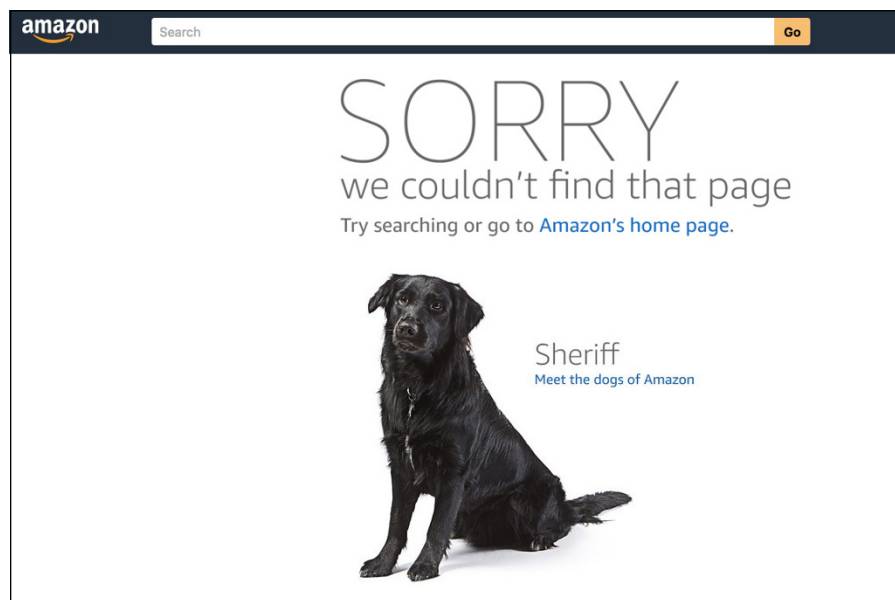 amazon
Search
Go
SORRY
we couldn't find that page
Try searching or go to Amazon's home page.
Sheriff
Meet the dogs of Amazon